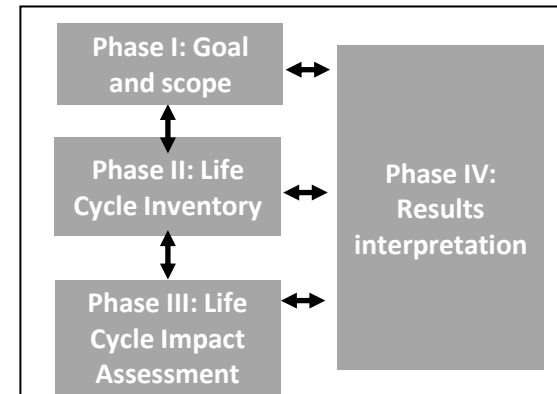 Phase I: Goal
and scope
Phase II: Life
Cycle Inventory
Phase III: Life
Cycle Impact
Assessment
Phase IV:
Results
interpretation